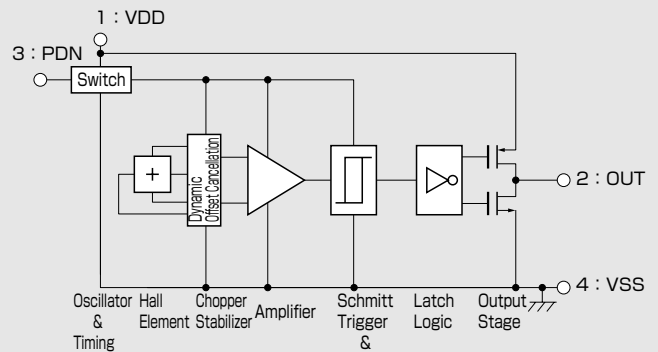 1 : VDD
3 : PDN
Switch
Dynamic
Offset Cancellation
2 : OUT
4 : VSS
Oscillator
&
Timing
Hall
Element
Chopper
Stabilizer
Amplifier
Schmitt
Trigger
&
Latch
Logic
Output
Stage